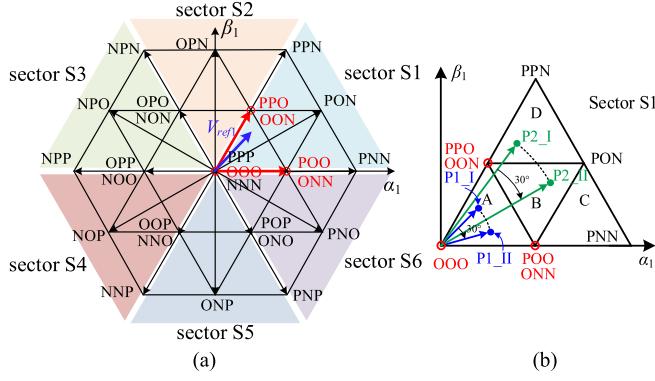 sector S2
β1
NPN
OPN
PPN
sector S3
sector S1
NPO
OPO
NON
PPO
OON
PON
Vref1
NPP
OPP
NOO
PPP
OOO
NNN
POO
ONN
PNN
α1
NOP
OOP
NNO
POP
ONO
PNO
sector S4
sector S6
NNP
ONP
PNP
sector S5
(a)
β1
PPN
Sector S1
D
P2_I
PPO
OON
PON
P1_I
30°
P2_II
A
B
C
30°
PNN
OOO
P1_II
POO
ONN
α1
(b)